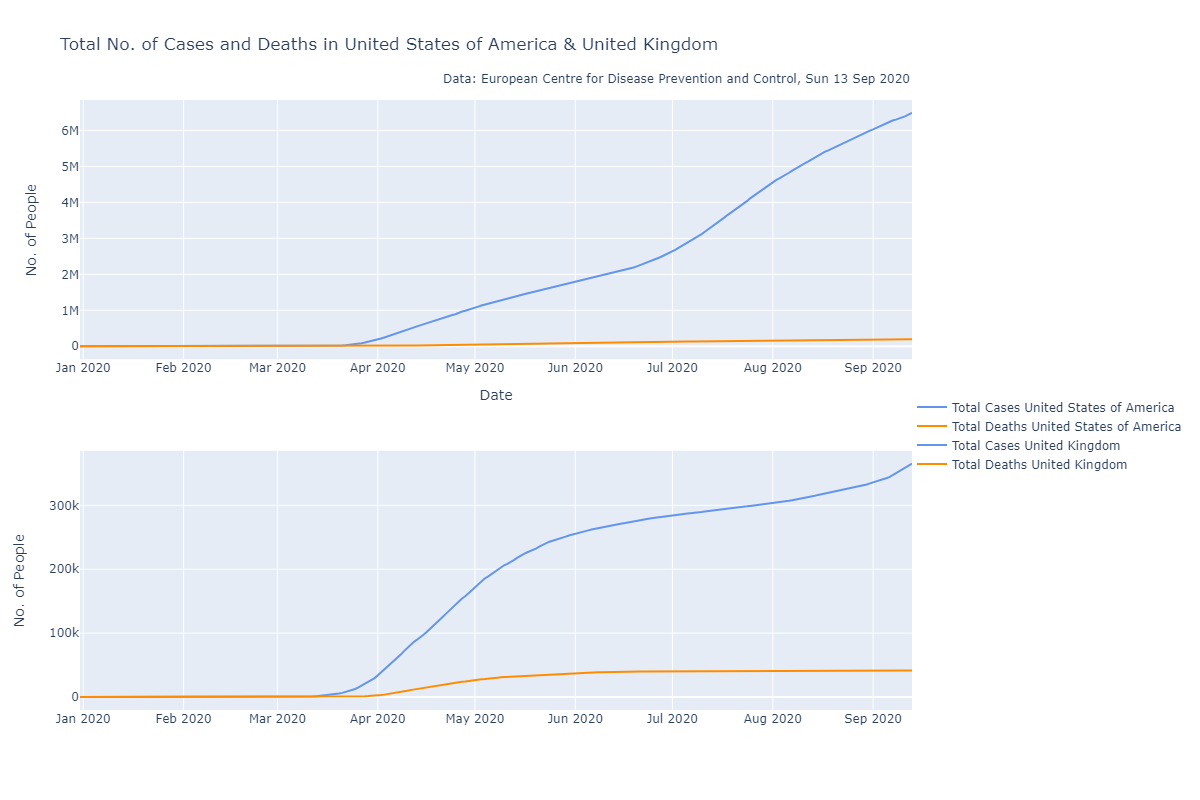 Total No. of Cases and Deaths in United States of America & United Kingdom
Data: European Centre for Disease Prevention and Control, Sun 13 Sep 2020
No. of People
6M
5M
4M
3M
2M
1M
0
Jan 2020 Feb 2020 Mar 2020 Apr 2020 May 2020 Jun 2020 Jul 2020 Aug 2020 Sep 2020
Date
Total Cases United States of America
Total Deaths United States of America
Total Cases United Kingdom
Total Deaths United Kingdom
No. of People
300k
200k
100k
0
Jan 2020 Feb 2020 Mar 2020 Apr 2020 May 2020 Jun 2020 Jul 2020 Aug 2020 Sep 2020